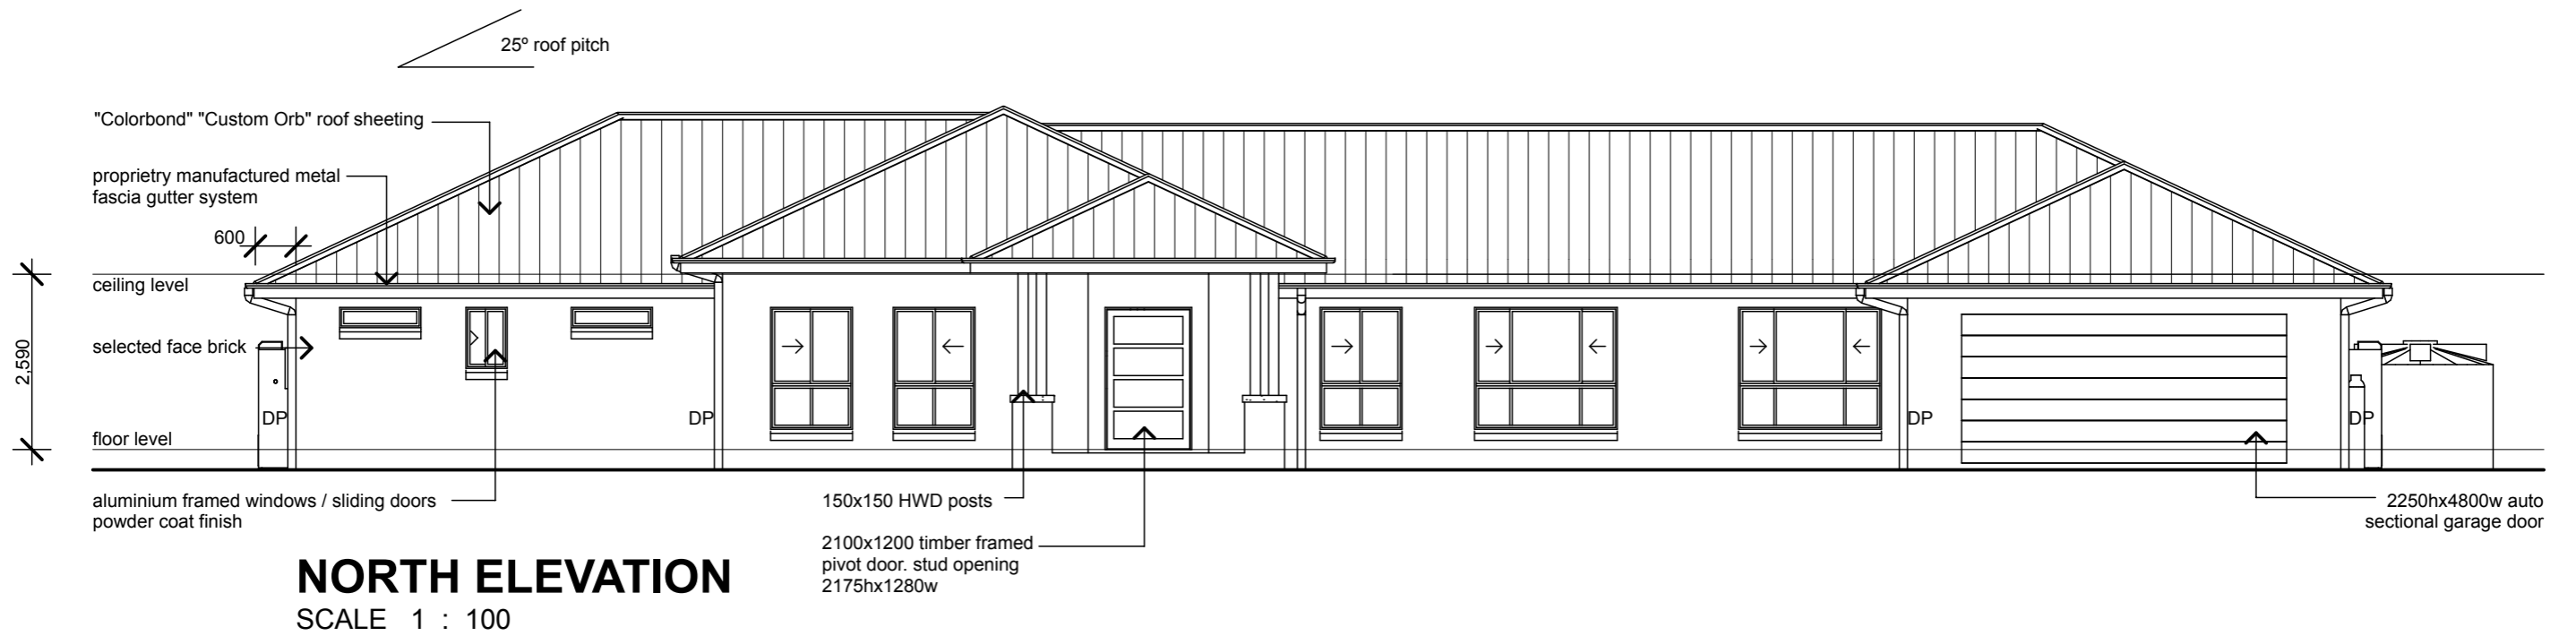 25º roof pitch
"Colorbond" "Custom Orb" roof sheeting
proprietry manufactured metal
fascia gutter system
600
ceiling level
2,590
selected face brick
DP
DP
DP
DP
floor level
aluminium framed windows / sliding doors
powder coat finish
150x150 HWD posts
2100x1200 timber framed
pivot door. stud opening
2175hx1280w
2250hx4800w auto
sectional garage door
NORTH ELEVATION
SCALE 1 : 100